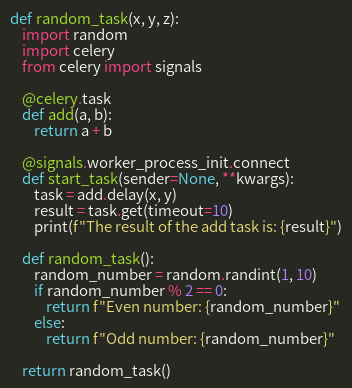 def random_task(x, y, z):
    import random
    import celery
    from celery import signals

    @celery.task
    def add(a, b):
        return a + b

    @signals.worker_process_init.connect
    def start_task(sender=None, **kwargs):
        task = add.delay(x, y)
        result = task.get(timeout=10)
        print(f"The result of the add task is: {result}")

    def random_task():
        random_number = random.randint(1, 10)
        if random_number % 2 == 0:
            return f"Even number: {random_number}"
        else:
            return f"Odd number: {random_number}"

    return random_task()